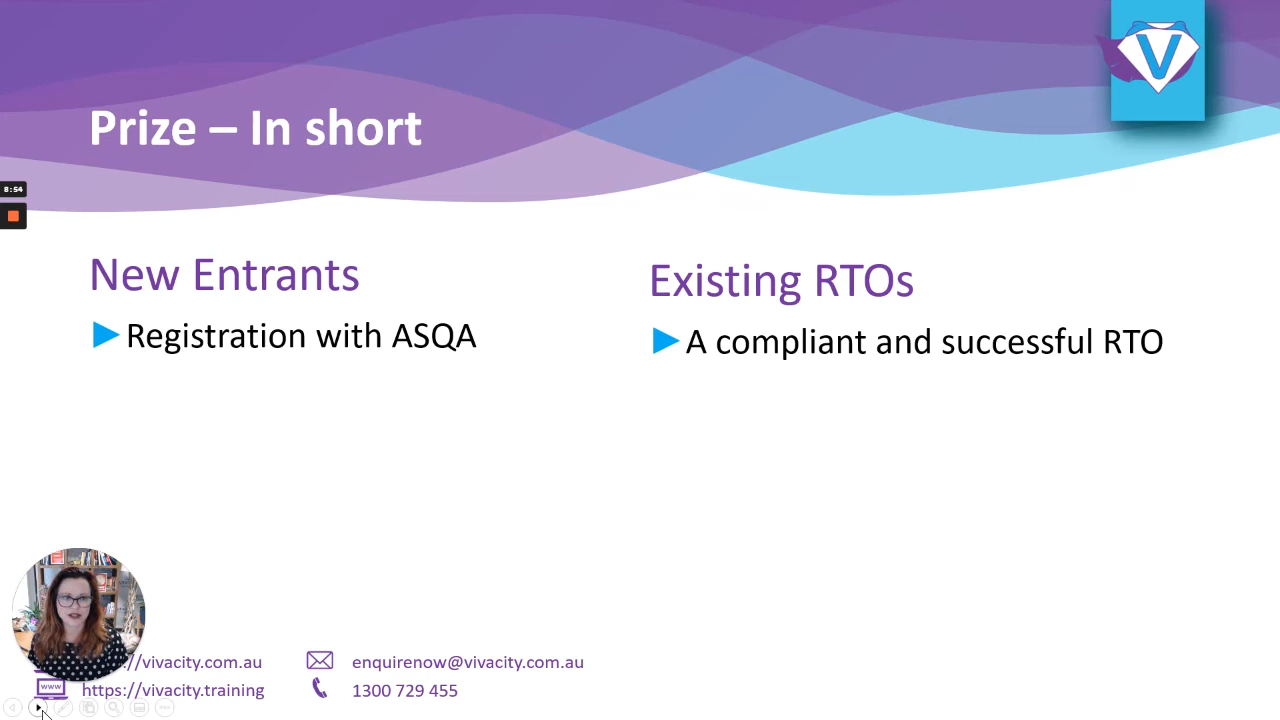 V
Prize – In short
8:54
New Entrants
Registration with ASQA
Existing RTOs
A compliant and successful RTO
//vivacity.com.au
enquirenow@vivacity.com.au
www
https://vivacity.training
1300 729 455